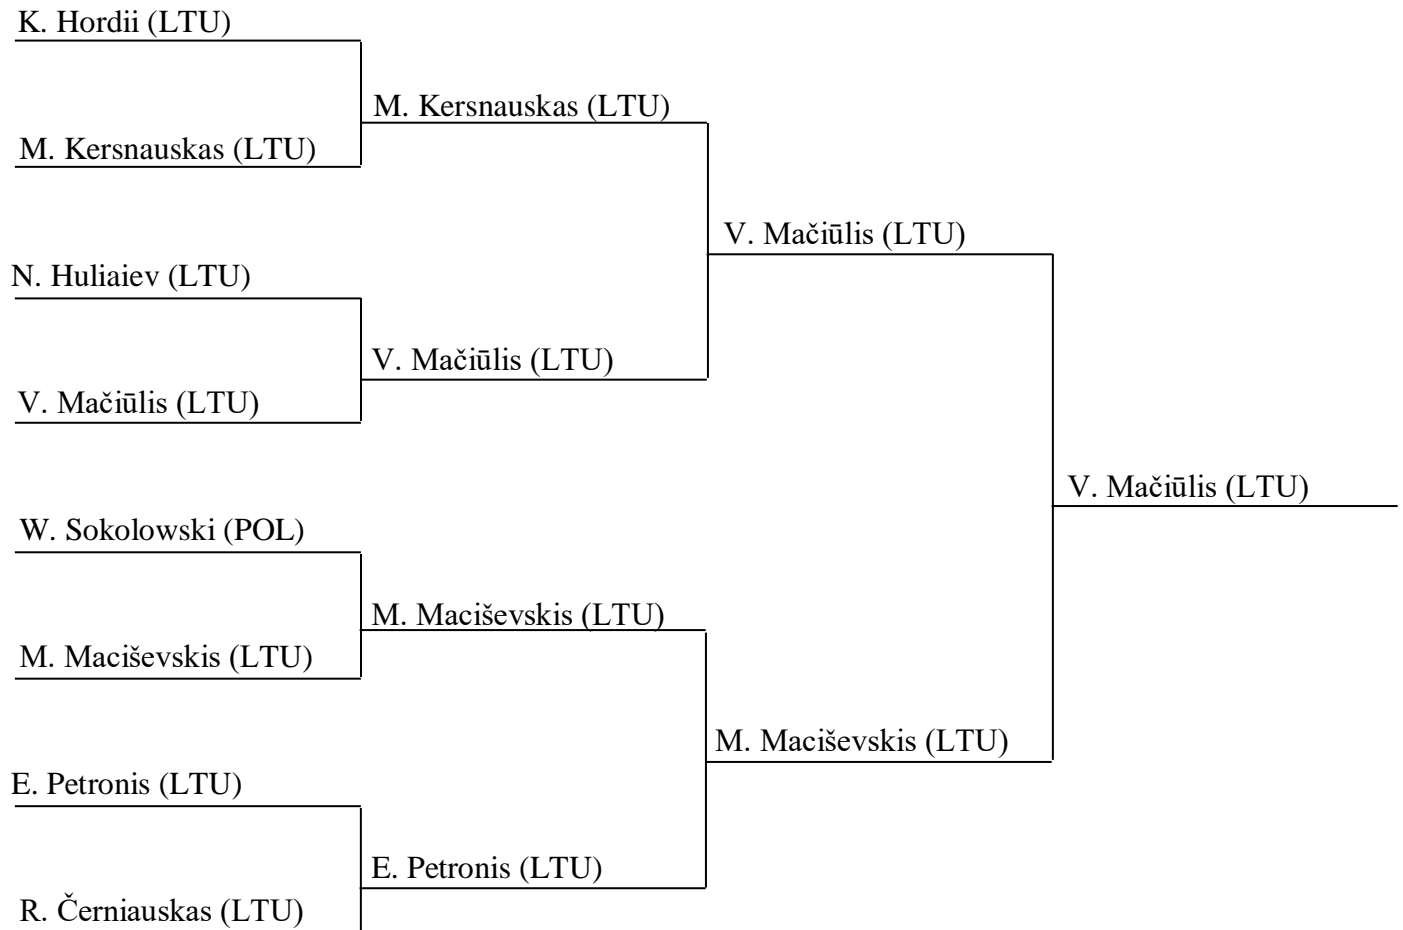 K. Hordii (LTU)
M. Kersnauskas (LTU)
M. Kersnauskas (LTU)
V. Mačiūlis (LTU)
N. Huliaiev (LTU)
V. Mačiūlis (LTU)
V. Mačiūlis (LTU)
V. Mačiūlis (LTU)
W. Sokolowski (POL)
M. Maciševskis (LTU)
M. Maciševskis (LTU)
M. Maciševskis (LTU)
E. Petronis (LTU)
E. Petronis (LTU)
R. Černiauskas (LTU)